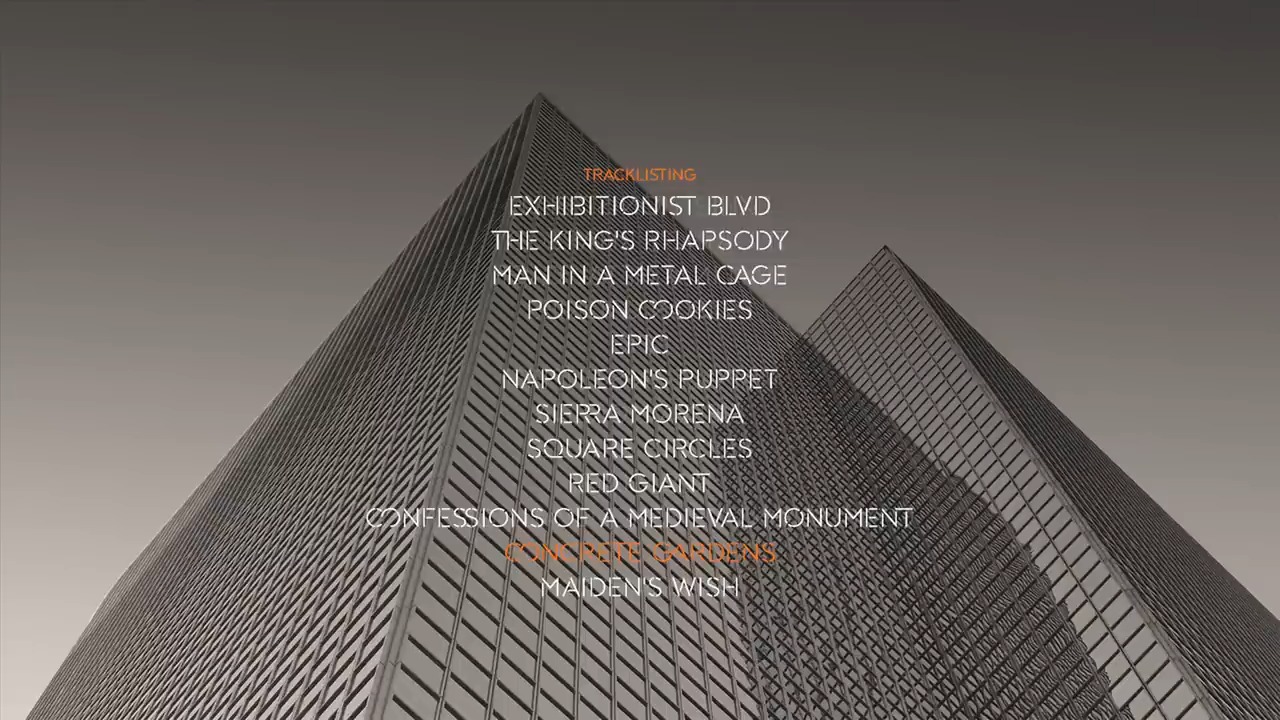 TRACKLISTING
EXHIBITIONIST BLVD
THE KING'S RHAPSODY
MAN IN A METAL CAGE
POISON COOKIES
EPIC
NAPOLEON'S PUPPET
SIERRA MORENA
SQUARE CIRCLES
RED GIANT
CONFESSIONS OF A MEDIEVAL MONUMENT
CONCRETE GARDENS
MAIDEN'S WISH